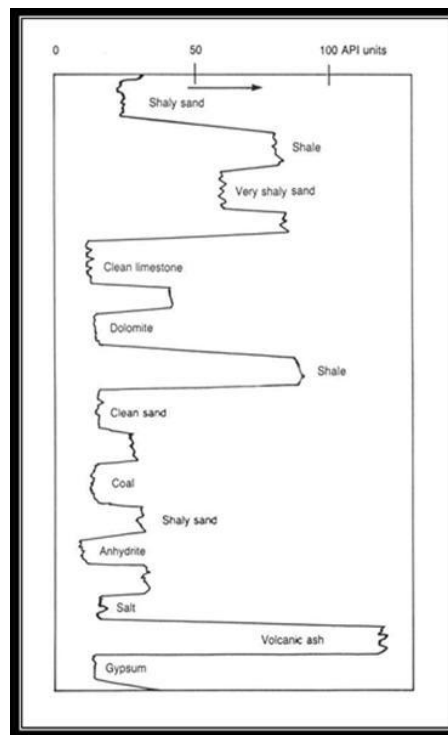 0 50 100 API units
Shaly sand
Shale
Very shaly sand
Clean limestone
Dolomite
Shale
Clean sand
Coal
Shaly sand
Anhydrite
Salt
Volcanic ash
Gypsum